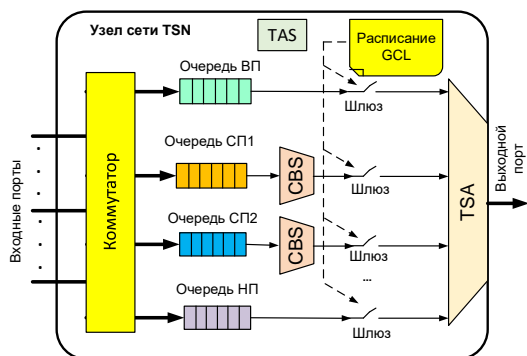 Узел сети TSN
TAS
Расписание
GCL
Очередь ВП
Шлюз
Очередь СП1
CBS
Шлюз
Очередь СП2
CBS
Шлюз
...
Очередь НП
Шлюз
Входные порты
Коммутатор
TSA
Выходной
порт